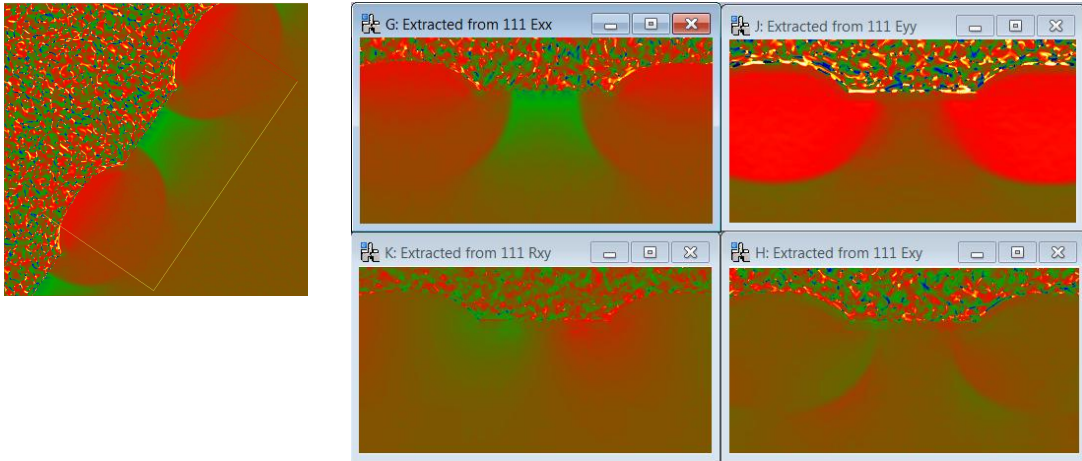 G: Extracted from 111 Exx
J: Extracted from 111 Eyy
K: Extracted from 111 Rxy
H: Extracted from 111 Exy